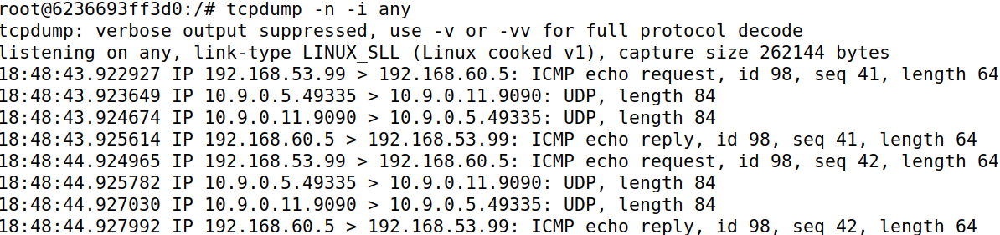 root@6236693ff3d0:/# tcpdump -n -i any
tcpdump: verbose output suppressed, use -v or -vv for full protocol decode
listening on any, link-type LINUX_SLL (Linux cooked v1), capture size 262144 bytes
18:48:43.922927 IP 192.168.53.99 > 192.168.60.5: ICMP echo request, id 98, seq 41, length 64
18:48:43.923649 IP 10.9.0.5.49335 > 10.9.0.11.9090: UDP, length 84
18:48:43.924674 IP 10.9.0.11.9090 > 10.9.0.5.49335: UDP, length 84
18:48:43.925614 IP 192.168.60.5 > 192.168.53.99: ICMP echo reply, id 98, seq 41, length 64
18:48:44.924965 IP 192.168.53.99 > 192.168.60.5: ICMP echo request, id 98, seq 42, length 64
18:48:44.925782 IP 10.9.0.5.49335 > 10.9.0.11.9090: UDP, length 84
18:48:44.927030 IP 10.9.0.11.9090 > 10.9.0.5.49335: UDP, length 84
18:48:44.927992 IP 192.168.60.5 > 192.168.53.99: ICMP echo reply, id 98, seq 42, length 64